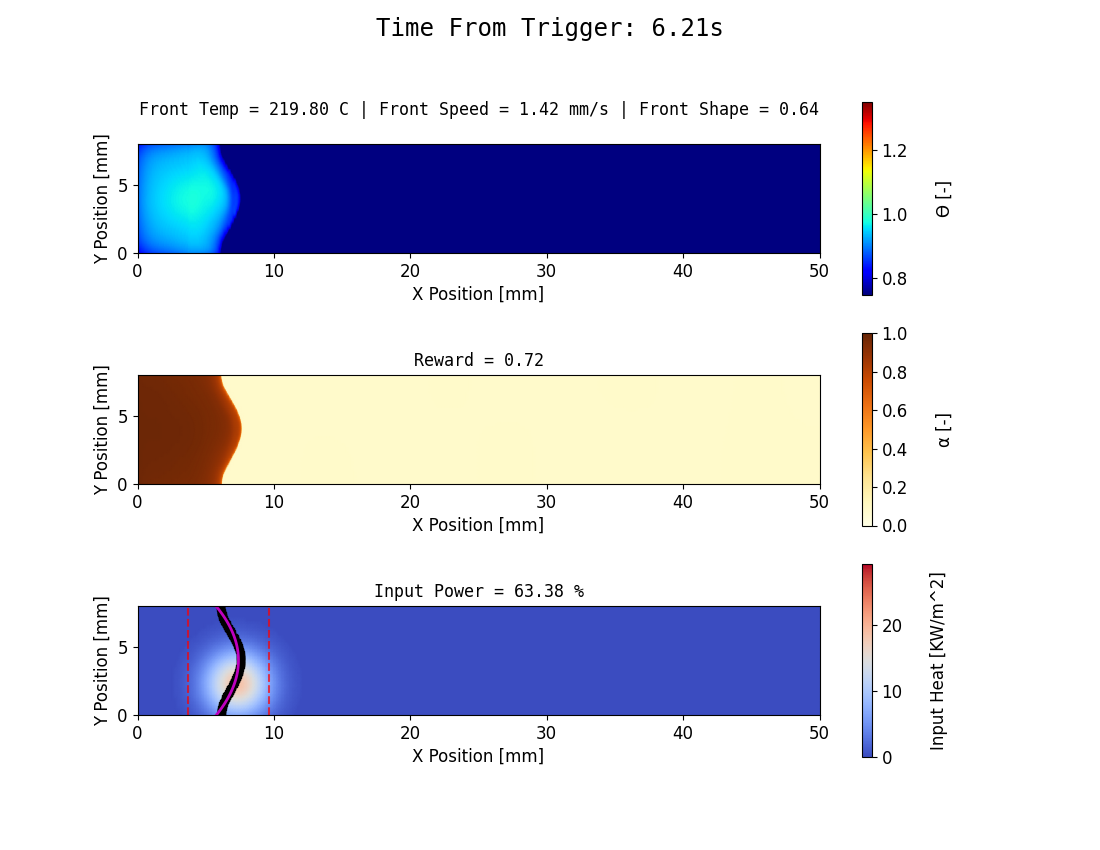 Time From Trigger: 6.21s
Front Temp = 219.80 C | Front Speed = 1.42 mm/s | Front Shape = 0.64
Y Position [mm]
5
0
0 10 20 30 40 50
X Position [mm]
1.2
1.0
0.8
Θ [-]
Reward = 0.72
Y Position [mm]
5
0
0 10 20 30 40 50
X Position [mm]
1.0
0.8
0.6
0.4
0.2
0.0
α [-]
Input Power = 63.38 %
Y Position [mm]
5
0
0 10 20 30 40 50
X Position [mm]
20
10
0
Input Heat [KW/m^2]